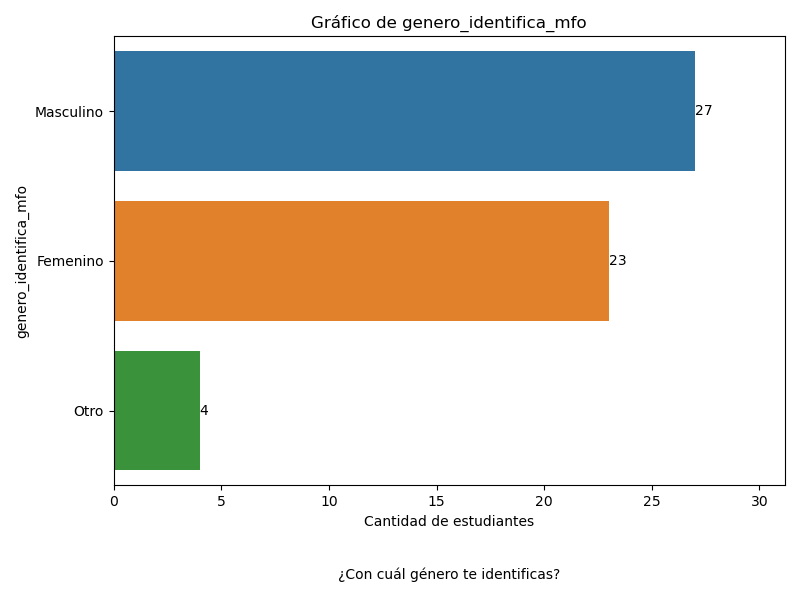 Gráfico de genero_identifica_mfo
genero_identifica_mfo
Masculino
27
Femenino
23
Otro
4
0 5 10 15 20 25 30
Cantidad de estudiantes
¿Con cuál género te identificas?